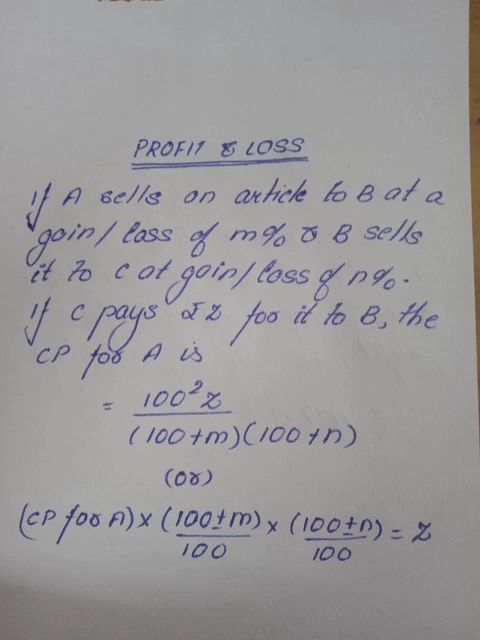 PROFIT & LOSS
If A sells an article to B at a
gain/loss of m% & B sells
it to C at gain/loss of n%.
If C pays ₹z for it to B, the
CP for A is
= 100²z
(100+m)(100+n)
(or)
(CP for A) × (100±m)/100 × (100±n)/100 = z